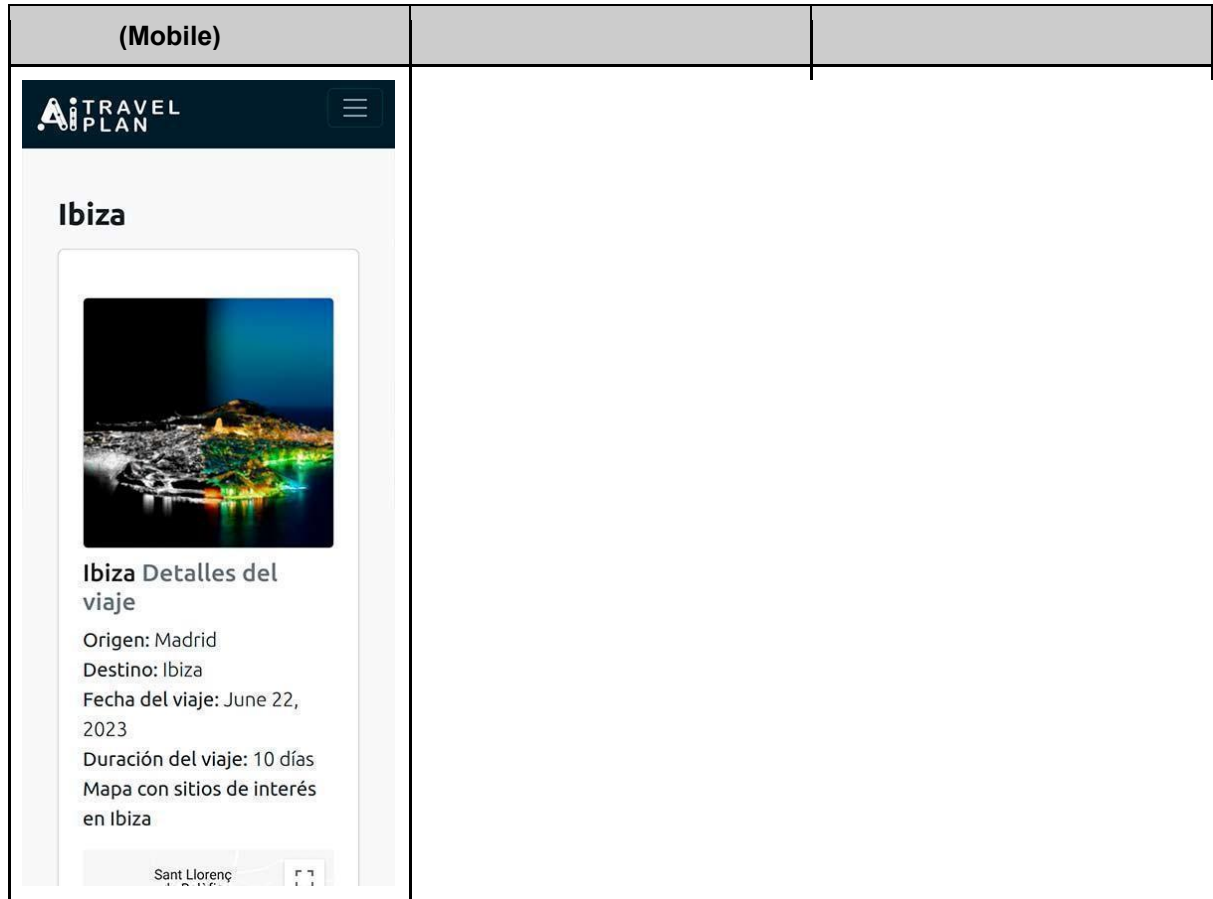 (Mobile)
Ai TRAVEL
PLAN
Ibiza
Ibiza Detalles del
viaje
Origen: Madrid
Destino: Ibiza
Fecha del viaje: June 22,
2023
Duración del viaje: 10 días
Mapa con sitios de interés
en Ibiza
Sant Llorenç